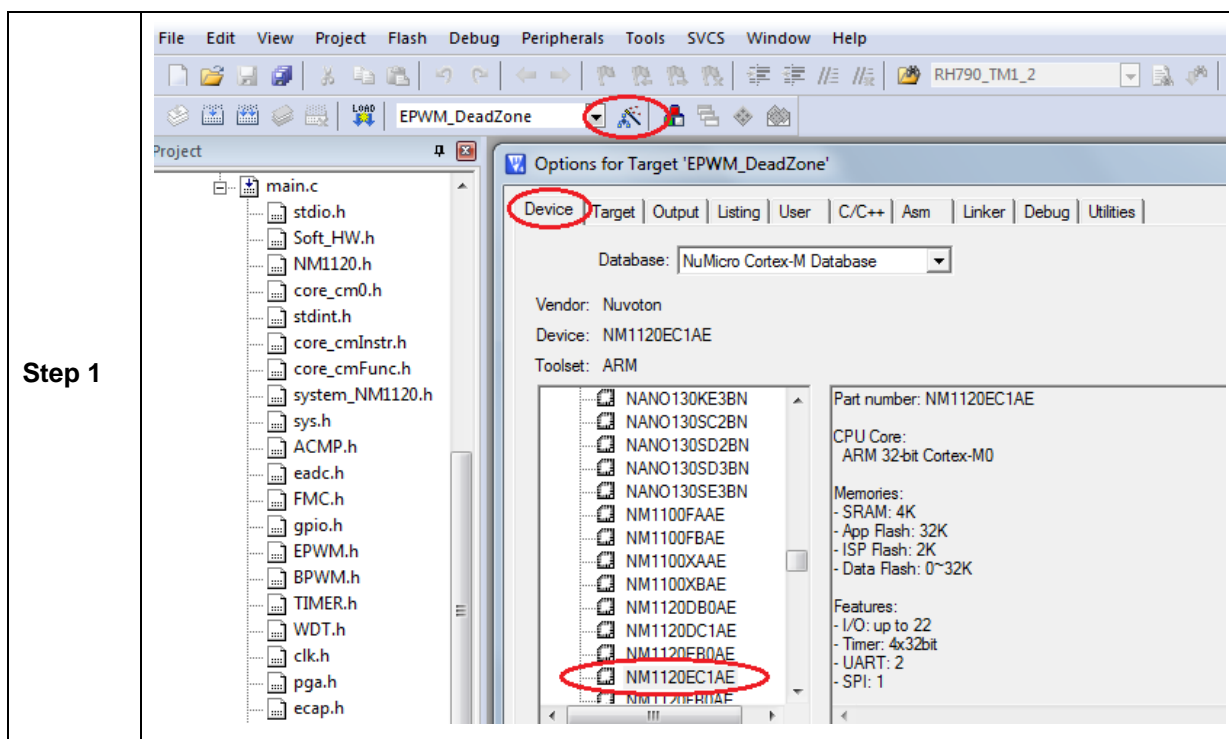 Step 1
File Edit View Project Flash Debug Peripherals Tools SVCS Window Help
RH790_TM1_2
LOAD EPWM_DeadZone
Project
main.c
stdio.h
Soft_HW.h
NM1120.h
core_cm0.h
stdint.h
core_cmInstr.h
core_cmFunc.h
system_NM1120.h
sys.h
ACMP.h
eadc.h
FMC.h
gpio.h
EPWM.h
BPWM.h
TIMER.h
WDT.h
clk.h
pga.h
ecap.h
Options for Target 'EPWM_DeadZone'
Device Target Output Listing User C/C++ Asm Linker Debug Utilities
Database: NuMicro Cortex-M Database
Vendor: Nuvoton
Device: NM1120EC1AE
Toolset: ARM
NANO130KE3BN
NANO130SC2BN
NANO130SD2BN
NANO130SD3BN
NANO130SE3BN
NM1100FAAE
NM1100FBAE
NM1100XAAE
NM1100XBAE
NM1120DB0AE
NM1120DC1AE
NM1120EB0AE
NM1120EC1AE
Part number: NM1120EC1AE
CPU Core:
ARM 32-bit Cortex-M0
Memories:
- SRAM: 4K
- App Flash: 32K
- ISP Flash: 2K
- Data Flash: 0~32K
Features:
- I/O: up to 22
- Timer: 4x32bit
- UART: 2
- SPI: 1